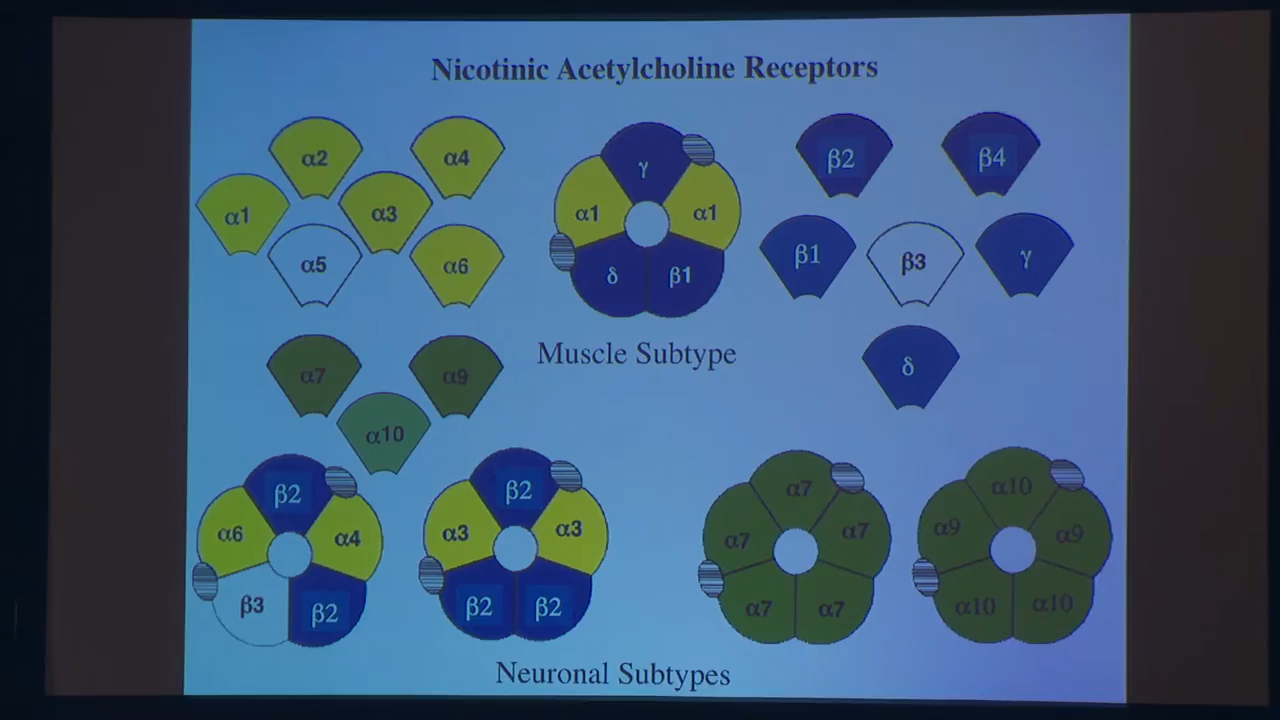 Nicotinic Acetylcholine Receptors
α2
α4
α1
α3
α5
α6
γ
α1
α1
δ
β1
β2
β4
β1
β3
γ
δ
Muscle Subtype
α7
α9
α10
β2
α6
α4
β3
β2
β2
α3
α3
β2
β2
α7
α7
α7
α7
α7
α10
α9
α9
α10
α10
Neuronal Subtypes